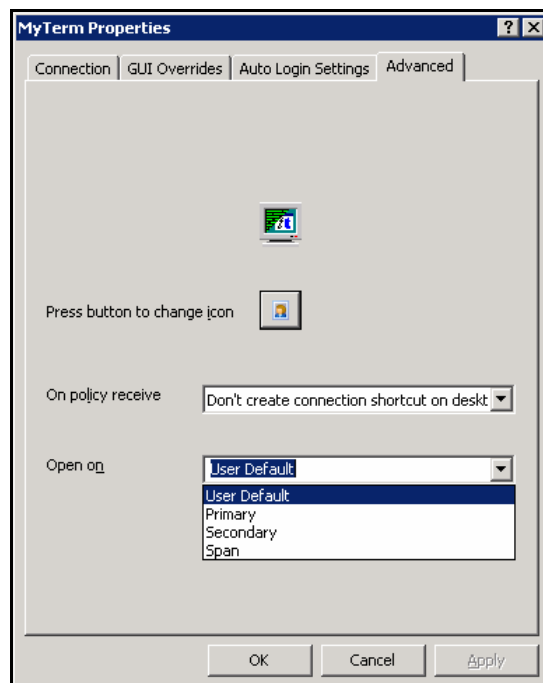 MyTerm Properties
Connection GUI Overrides Auto Login Settings Advanced
Press button to change icon
On policy receive Don't create connection shortcut on deskt
Open on User Default
User Default
Primary
Secondary
Span
OK Cancel Apply